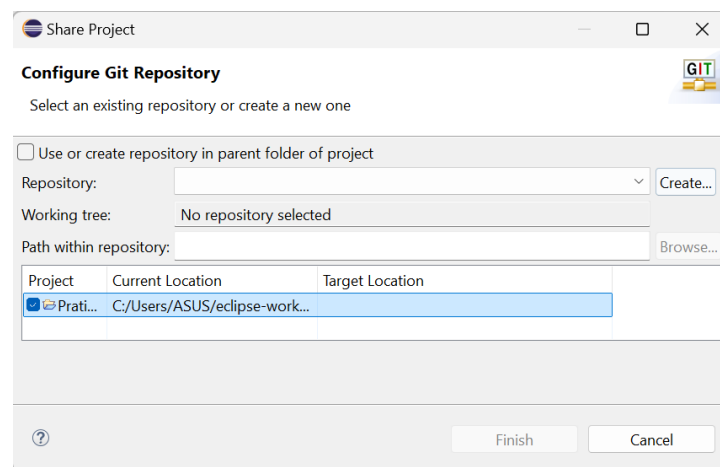 Share Project
Configure Git Repository
GIT
Select an existing repository or create a new one
Use or create repository in parent folder of project
Repository: Create...
Working tree: No repository selected
Path within repository: Browse...
Project Current Location Target Location
Prati... C:/Users/ASUS/eclipse-work...
? Finish Cancel